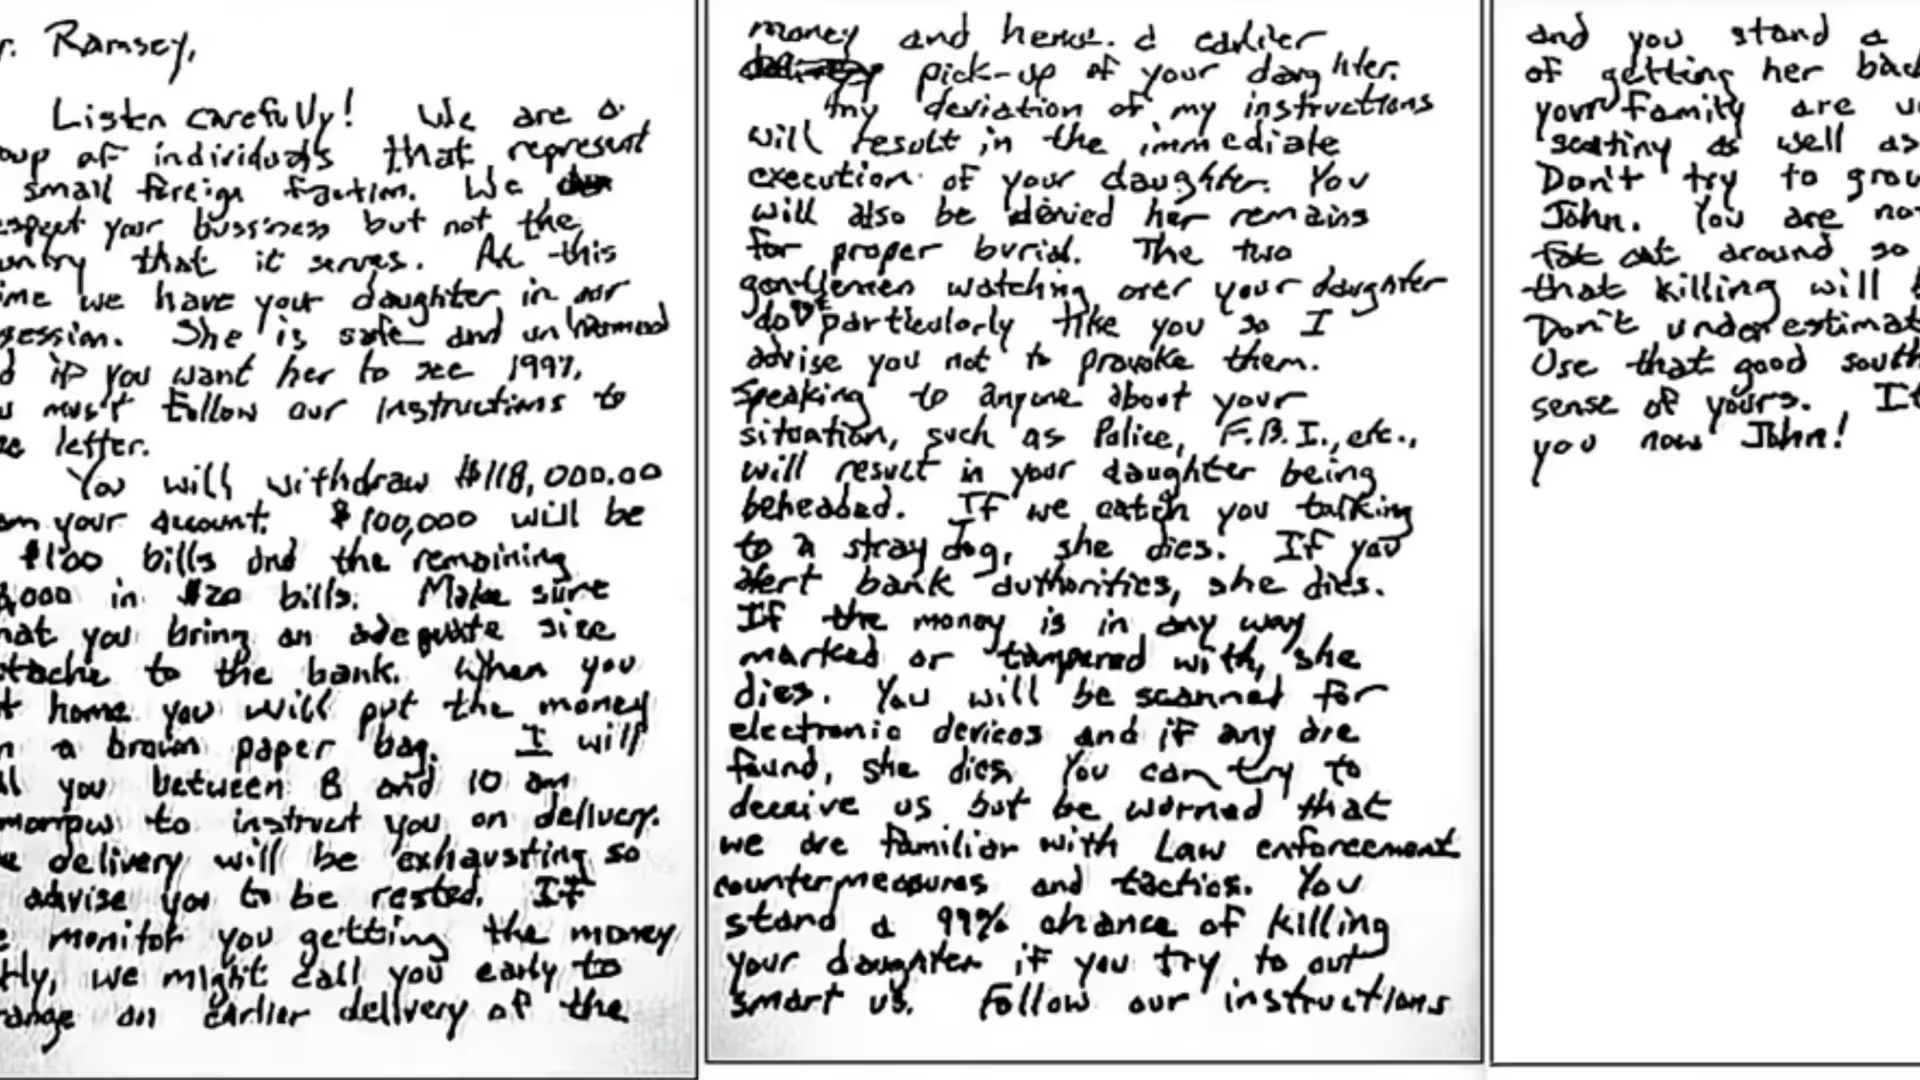 r. Ramsey,
Listen carefully! We are a
oup of individuals that represent
small foreign faction. We
espect your bussiness but not the
untry that it serves. At this
ime we have your daughter in our
session. She is safe and unharmed
d if you want her to see 1997,
u must follow our instructions to
he letter.
You will withdraw $118,000.00
om your account. $100,000 will be
$100 bills and the remaining
8,000 in $20 bills. Make sure
hat you bring an adequate size
ttache to the bank. When you
t home you will put the money
n a brown paper bag. I will
ll you between 8 and 10 am
morrow to instruct you on delivery.
e delivery will be exhausting so
advise you to be rested. If
e monitor you getting the money
rly, we might call you early to
range an earlier delivery of the
money and hence a earlier
delivery pick-up of your daughter.
Any deviation of my instructions
will result in the immediate
execution of your daughter. You
will also be denied her remains
for proper burial. The two
gentlemen watching over your daughter
do not particularly like you so I
advise you not to provoke them.
Speaking to anyone about your
situation, such as Police, F.B.I., etc.,
will result in your daughter being
beheaded. If we catch you talking
to a stray dog, she dies. If you
alert bank authorities, she dies.
If the money is in any way
marked or tampered with, she
dies. You will be scanned for
electronic devices and if any are
found, she dies. You can try to
deceive us but be warned that
we are familiar with Law enforcement
countermeasures and tactics. You
stand a 99% chance of killing
your daughter if you try to out
smart us. Follow our instructions
and you stand a
of getting her bac
your family are u
scutiny as well as
Don't try to grow
John. You are no
fat cat around so
that killing will b
Don't underestimat
Use that good south
sense of yours. It
you now John!